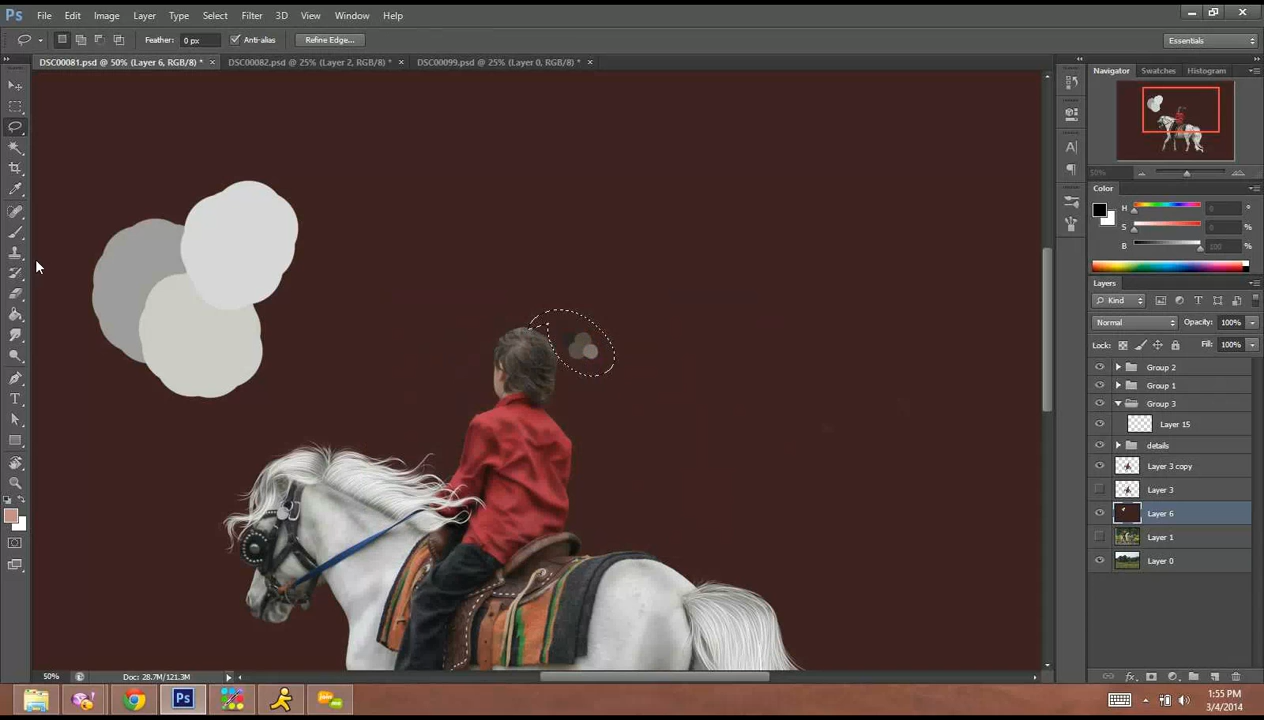 Ps File Edit Image Layer Type Select Filter 3D View Window Help
Feather: 0 px Anti-alias Refine Edge... Essentials
DSC00081.psd @ 50% (Layer 6, RGB/8) * DSC00082.psd @ 25% (Layer 2, RGB/8) * DSC00099.psd @ 25% (Layer 0, RGB/8) *
Navigator Swatches Histogram
50%
Color
H 0 °
S 0 %
B 100 %
Layers
Kind
Normal Opacity: 100%
Lock: Fill: 100%
Group 2
Group 1
Group 3
Layer 15
details
Layer 3 copy
Layer 3
Layer 6
Layer 1
Layer 0
50% Doc: 28.7M/121.3M
1:55 PM
3/4/2014